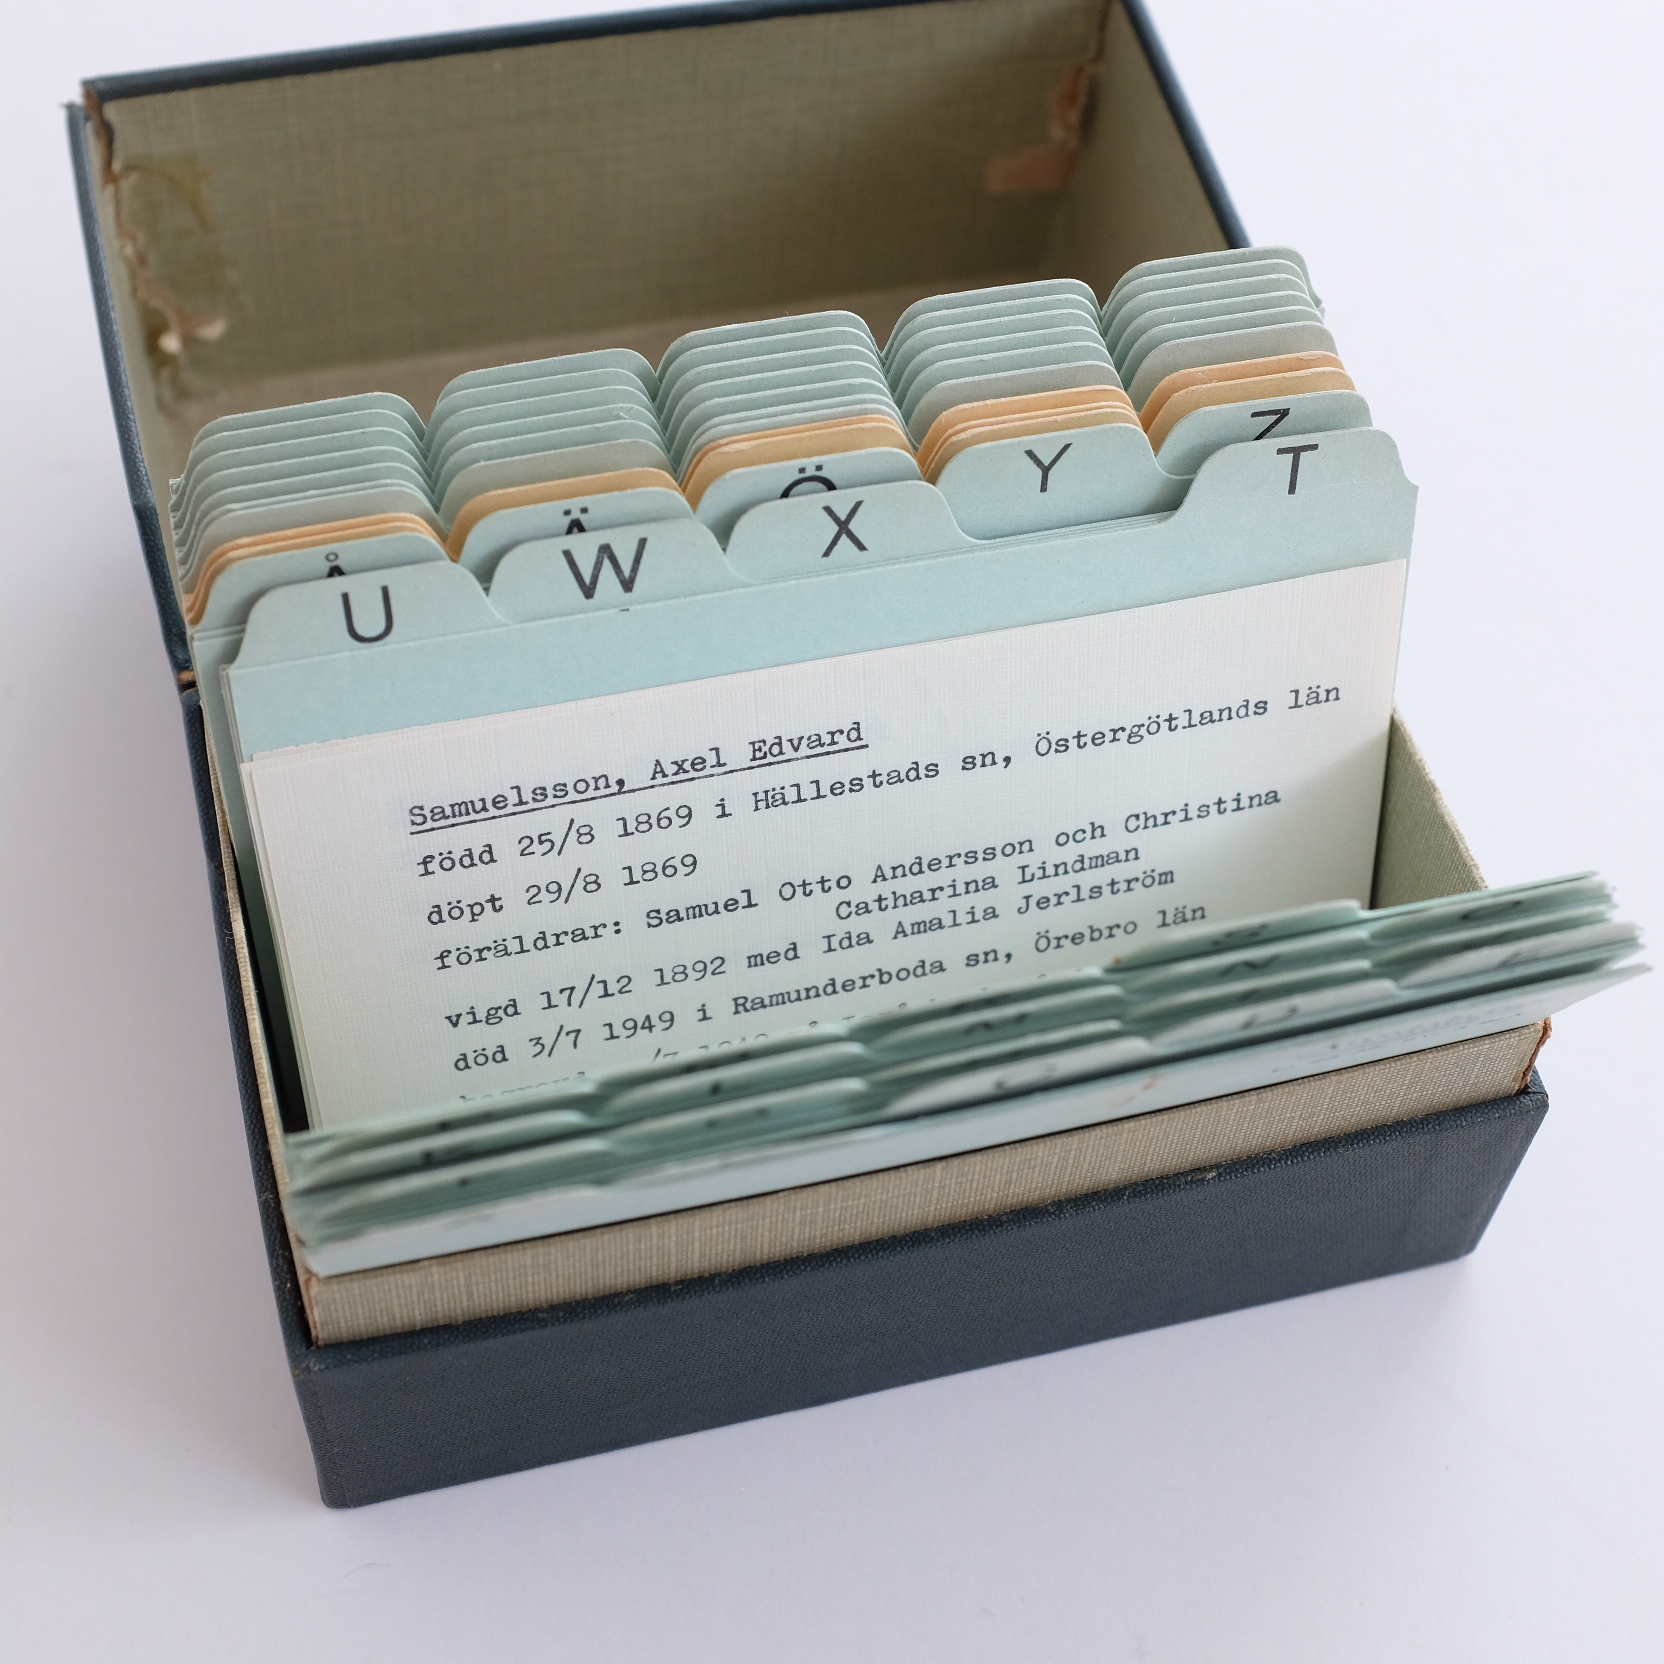 Z
Y
T
Ö
X
Ä
W
Å
U
Samuelsson, Axel Edvard
född 25/8 1869 i Hällestads sn, Östergötlands län
döpt 29/8 1869
föräldrar: Samuel Otto Andersson och Christina
Catharina Lindman
vigd 17/12 1892 med Ida Amalia Jerlström
död 3/7 1949 i Ramunderboda sn, Örebro län